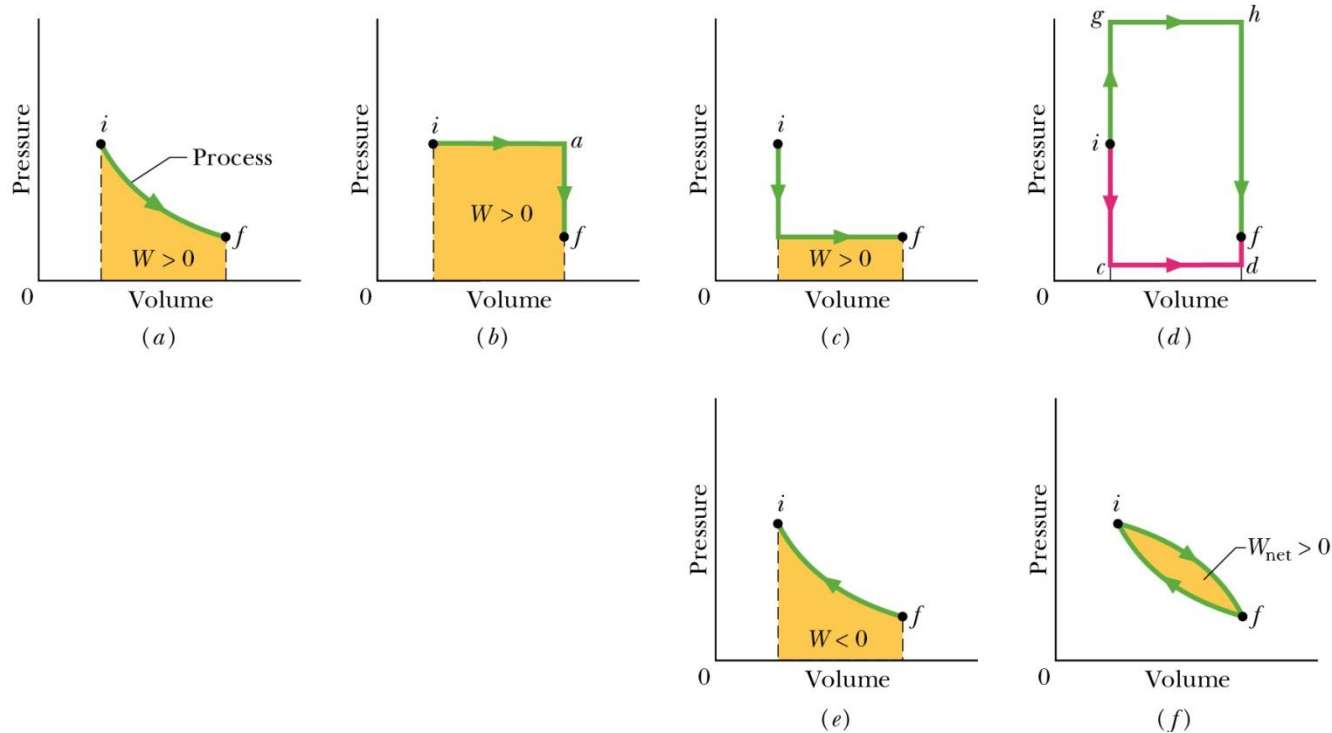 Pressure
i
Process
f
W > 0
0
Volume
(a)
Pressure
i
a
W > 0
f
0
Volume
(b)
Pressure
i
f
W > 0
0
Volume
(c)
Pressure
g
h
i
f
c
d
0
Volume
(d)
Pressure
i
f
W < 0
0
Volume
(e)
Pressure
i
Wnet > 0
f
0
Volume
(f)